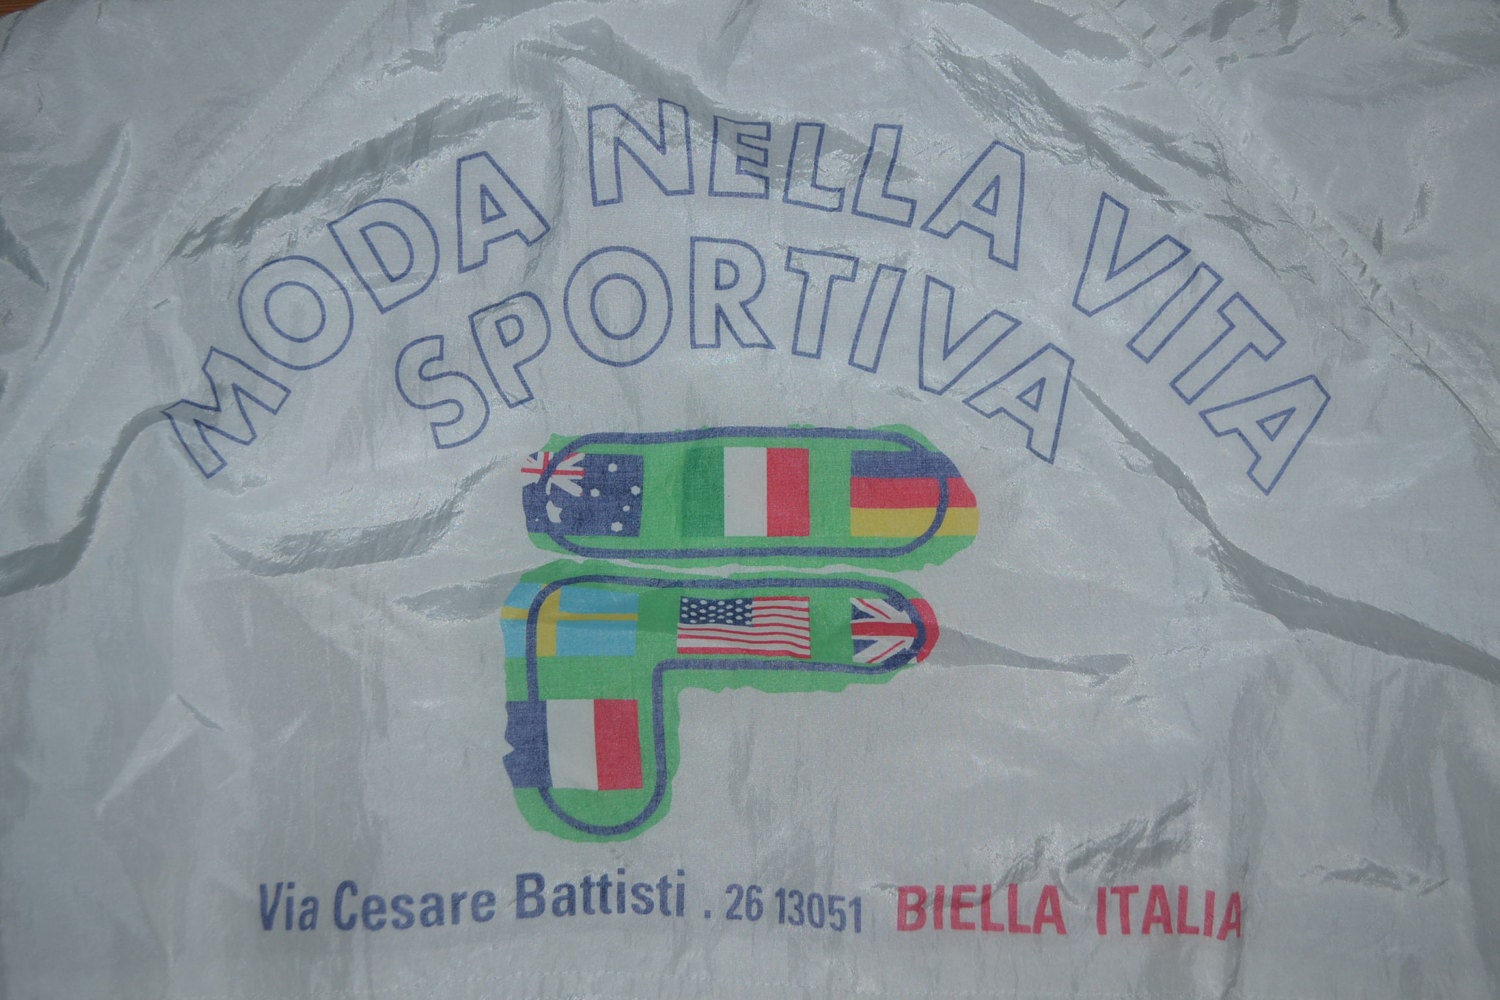 MODA NELLA VITA
SPORTIVA
Via Cesare Battisti . 26 13051 BIELLA ITALIA